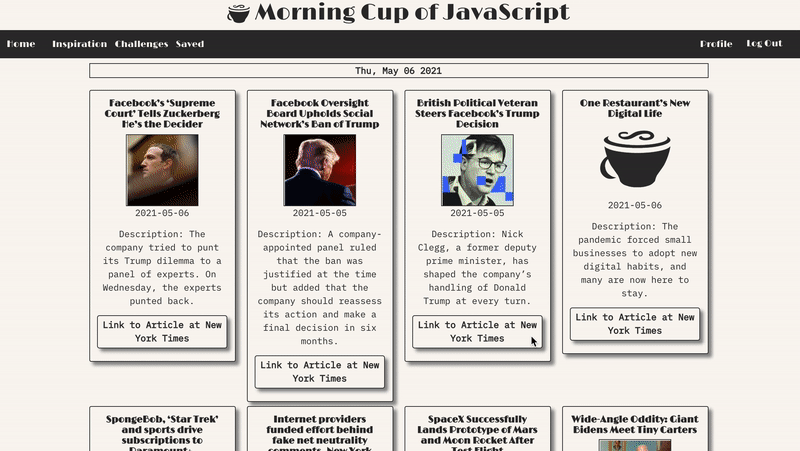 Morning Cup of JavaScript
Home Inspiration Challenges Saved Profile Log Out
Thu, May 06 2021
Facebook's ‘Supreme
Court’ Tells Zuckerberg
He's the Decider
2021-05-06
Description: The
company tried to punt
its Trump dilemma to a
panel of experts. On
Wednesday, the experts
punted back.
Link to Article at New
York Times
Facebook Oversight
Board Upholds Social
Network's Ban of Trump
2021-05-05
Description: A company-
appointed panel ruled
that the ban was
justified at the time
but added that the
company should reassess
its action and make a
final decision in six
months.
Link to Article at New
York Times
British Political Veteran
Steers Facebook's Trump
Decision
2021-05-05
Description: Nick
Clegg, a former deputy
prime minister, has
shaped the company's
handling of Donald
Trump at every turn.
Link to Article at New
York Times
One Restaurant's New
Digital Life
2021-05-06
Description: The
pandemic forced small
businesses to adopt new
digital habits, and
many are now here to
stay.
Link to Article at New
York Times
SpongeBob, ‘Star Trek’
and sports drive
subscriptions to
Paramount+
Internet providers
funded effort behind
fake net neutrality
comments, New York
SpaceX Successfully
Lands Prototype of Mars
and Moon Rocket After
Test Flight
Wide-Angle Oddity: Giant
Bidens Meet Tiny Carters